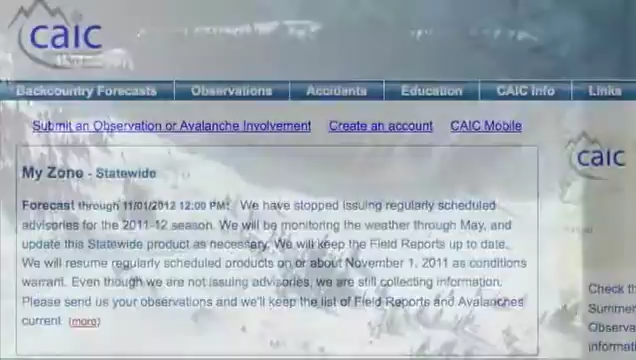 caic
Backcountry Forecasts Observations Accidents Education CAIC Info Links
Submit an Observation or Avalanche Involvement Create an account CAIC Mobile
caic
My Zone - Statewide
Forecast through 11/01/2012 12:00 PM: We have stopped issuing regularly scheduled
advisories for the 2011-12 season. We will be monitoring the weather through May, and
update this Statewide product as necessary. We will keep the Field Reports up to date.
We will resume regularly scheduled products on or about November 1, 2011 as conditions
warrant. Even though we are not issuing advisories, we are still collecting information.
Please send us your observations and we'll keep the list of Field Reports and Avalanches
current (more)
Check th
Summer
Observa
informati